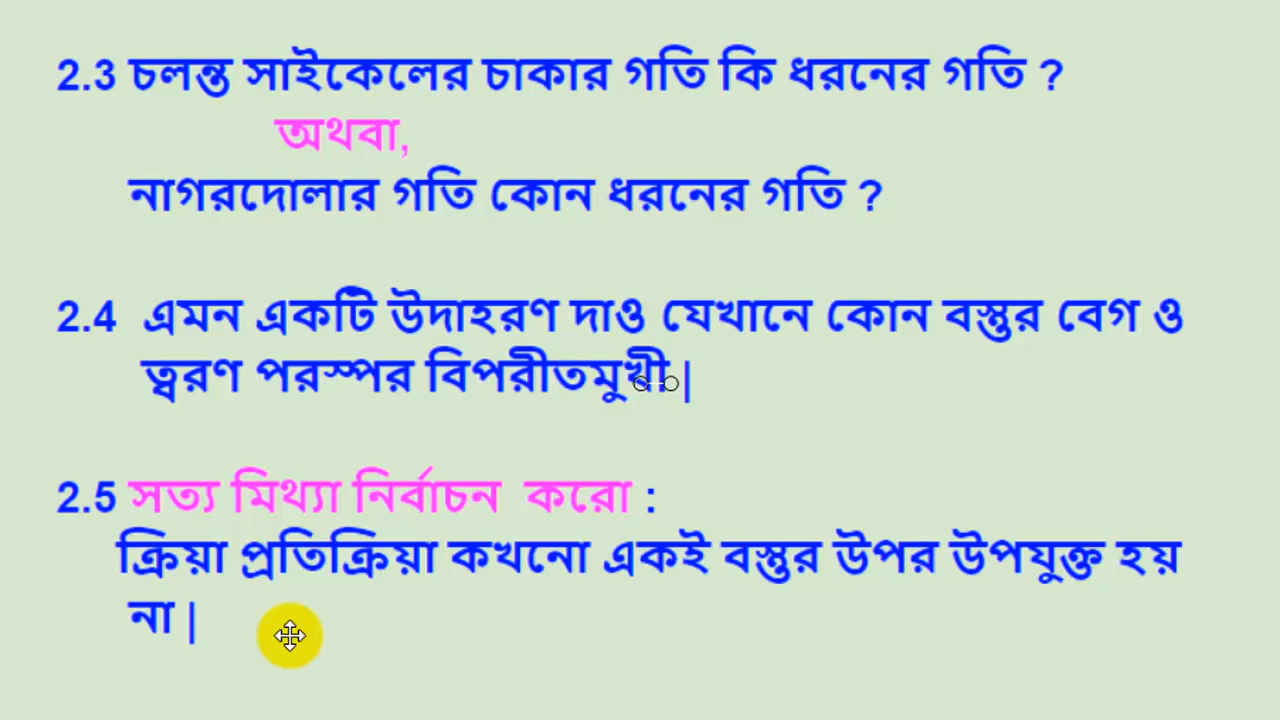 2.3 চলন্ত সাইকেলের চাকার গতি কি ধরনের গতি ?
অথবা,
নাগরদোলার গতি কোন ধরনের গতি ?
2.4 এমন একটি উদাহরণ দাও যেখানে কোন বস্তুর বেগ ও
ত্বরণ পরস্পর বিপরীতমুখী |
2.5 সত্য মিথ্যা নির্বাচন করো :
ক্রিয়া প্রতিক্রিয়া কখনো একই বস্তুর উপর উপযুক্ত হয়
না |